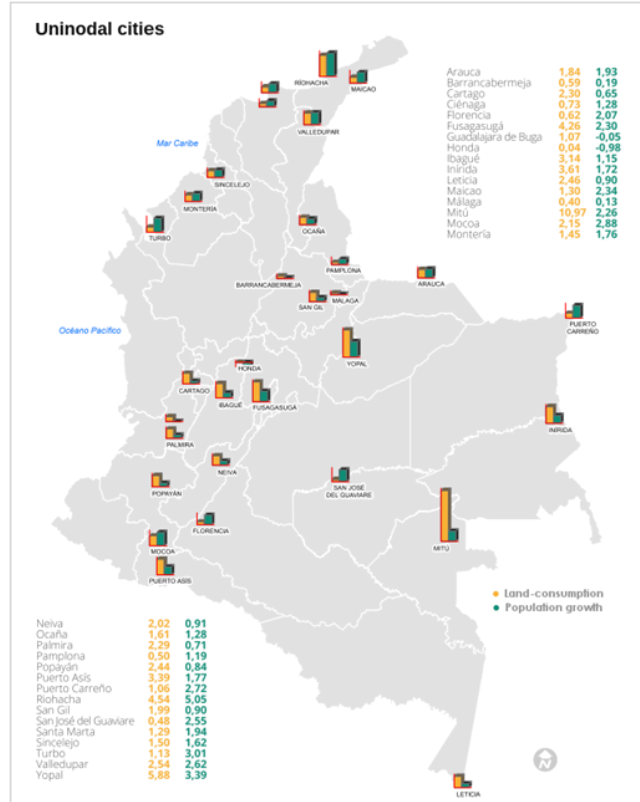 Uninodal cities
Arauca 1,84 1,93
Barrancabermeja 0,59 0,19
Cartago 2,30 0,65
Ciénaga 0,73 1,28
Florencia 0,62 2,07
Fusagasugá 4,26 2,30
Guadalajara de Buga 1,07 -0,05
Honda 0,04 -0,98
Ibagué 3,14 1,15
Inírida 3,61 1,72
Leticia 2,46 0,90
Maicao 1,30 2,34
Málaga 0,40 0,13
Mitú 10,97 2,26
Mocoa 2,15 2,88
Montería 1,45 1,76
RÍOHACHA
MAICAO
VALLEDUPAR
Mar Caribe
SINCELEJO
MONTERÍA
TURBO
OCAÑA
PAMPLONA
BARRANCABERMEJA
ARAUCA
SAN GIL
MALAGA
PUERTO
CARREÑO
Océano Pacífico
YOPAL
HONDA
CARTAGO
IBAGUÉ
FUSAGASUGÁ
INÍRIDA
PALMIRA
NEIVA
SAN JOSÉ
DEL GUAVIARE
POPAYÁN
FLORENCIA
MITÚ
MOCOA
PUERTO ASÍS
Land-consumption
Population growth
Neiva 2,02 0,91
Ocaña 1,61 1,28
Palmira 2,29 0,71
Pamplona 0,50 1,19
Popayán 2,44 0,84
Puerto Asís 3,39 1,77
Puerto Carreño 1,06 2,72
Riohacha 4,54 5,05
San Gil 1,99 0,90
San José del Guaviare 0,48 2,55
Santa Marta 1,29 1,94
Sincelejo 1,50 1,62
Turbo 1,13 3,01
Valledupar 2,54 2,62
Yopal 5,88 3,39
N
LETICIA